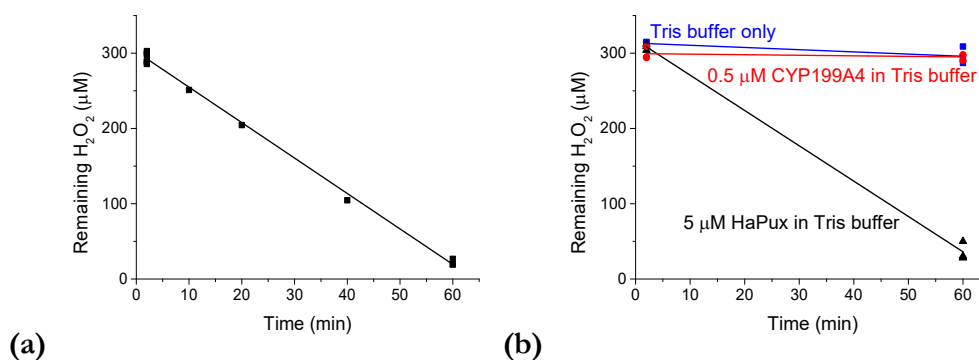 Remaining H₂O₂ (μM)
300
200
100
0
0 10 20 30 40 50 60
Time (min)
(a)
Remaining H₂O₂ (μM)
300
200
100
0
Tris buffer only
0.5 μM CYP199A4 in Tris buffer
5 μM HaPux in Tris buffer
0 10 20 30 40 50 60
Time (min)
(b)